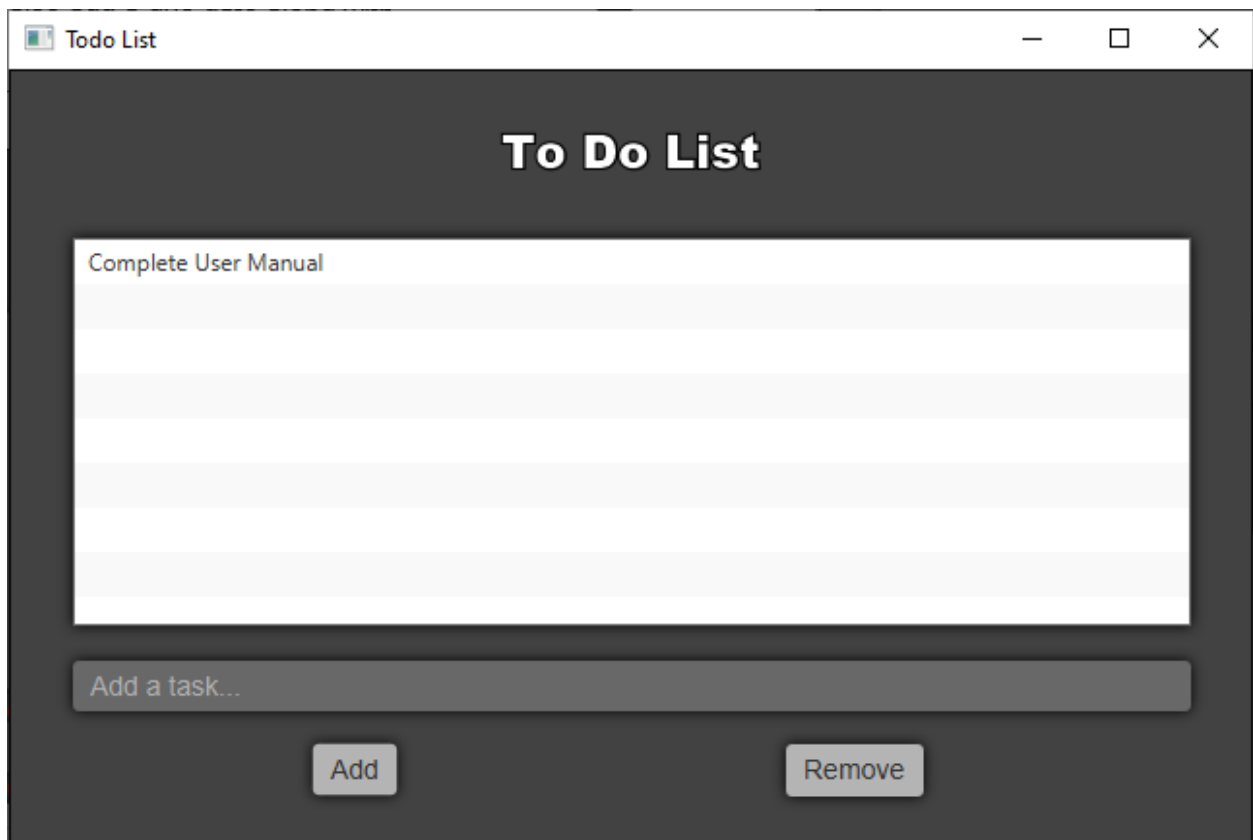 Todo List
To Do List
Complete User Manual
Add a task...
Add
Remove